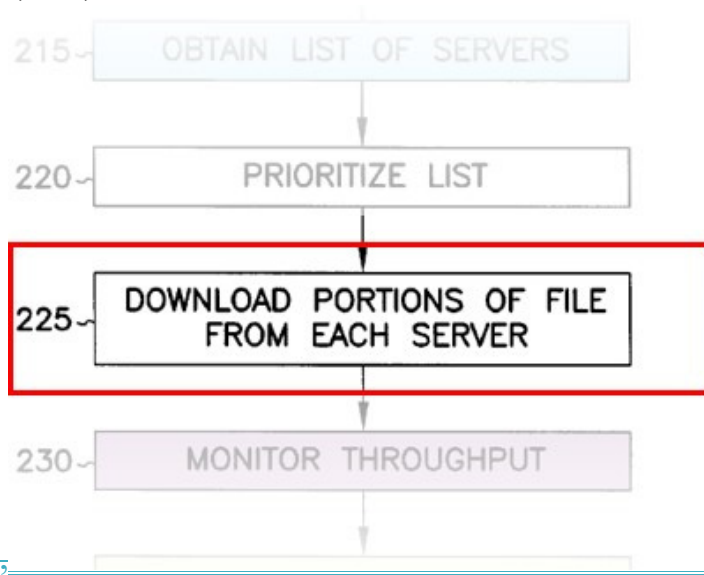 215
OBTAIN LIST OF SERVERS
220
PRIORITIZE LIST
225
DOWNLOAD PORTIONS OF FILE
FROM EACH SERVER
230
MONITOR THROUGHPUT